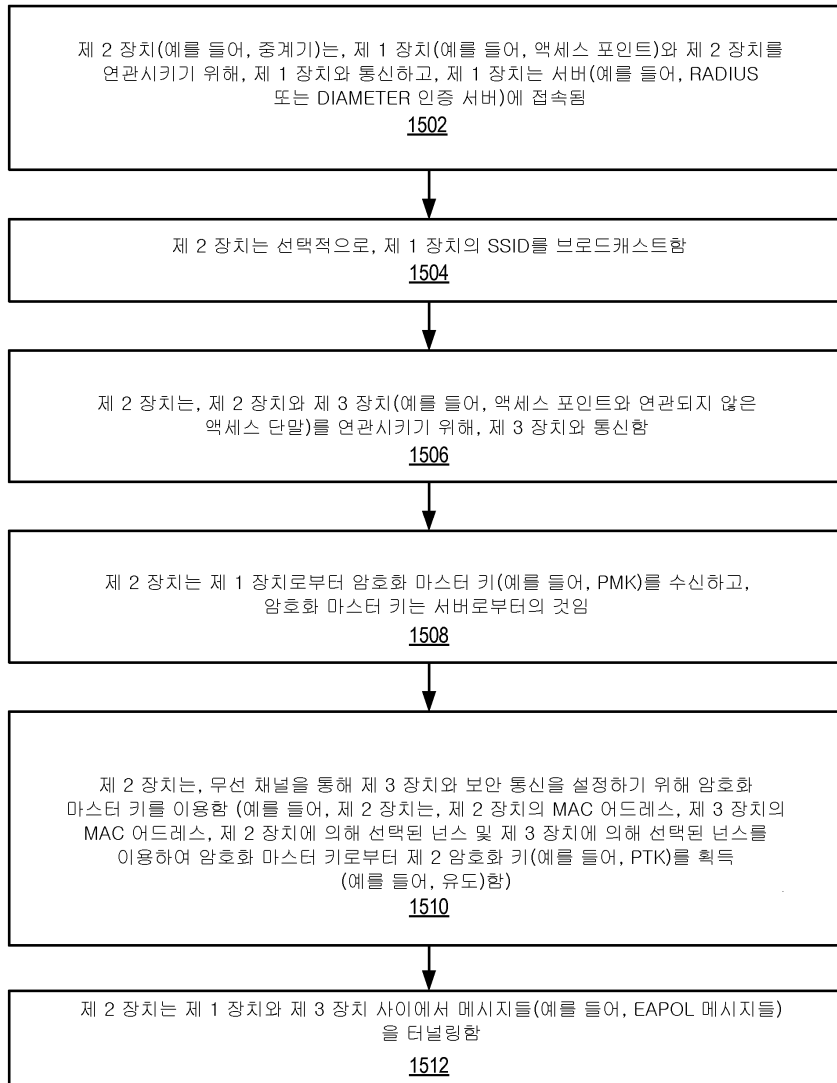 제 2 장치(예를 들어, 중계기)는, 제 1 장치(예를 들어, 액세스 포인트)와 제 2 장치를
연관시키기 위해, 제 1 장치와 통신하고, 제 1 장치는 서버(예를 들어, RADIUS
또는 DIAMETER 인증 서버)에 접속됨
1502
제 2 장치는 선택적으로, 제 1 장치의 SSID를 브로드캐스트함
1504
제 2 장치는, 제 2 장치와 제 3 장치(예를 들어, 액세스 포인트와 연관되지 않은
액세스 단말)를 연관시키기 위해, 제 3 장치와 통신함
1506
제 2 장치는 제 1 장치로부터 암호화 마스터 키(예를 들어, PMK)를 수신하고,
암호화 마스터 키는 서버로부터의 것임
1508
제 2 장치는, 무선 채널을 통해 제 3 장치와 보안 통신을 설정하기 위해 암호화
마스터 키를 이용함 (예를 들어, 제 2 장치는, 제 2 장치의 MAC 어드레스, 제 3 장치의
MAC 어드레스, 제 2 장치에 의해 선택된 넌스 및 제 3 장치에 의해 선택된 넌스를
이용하여 암호화 마스터 키로부터 제 2 암호화 키(예를 들어, PTK)를 획득
(예를 들어, 유도)함)
1510
제 2 장치는 제 1 장치와 제 3 장치 사이에서 메시지들(예를 들어, EAPOL 메시지들)
을 터널링함
1512